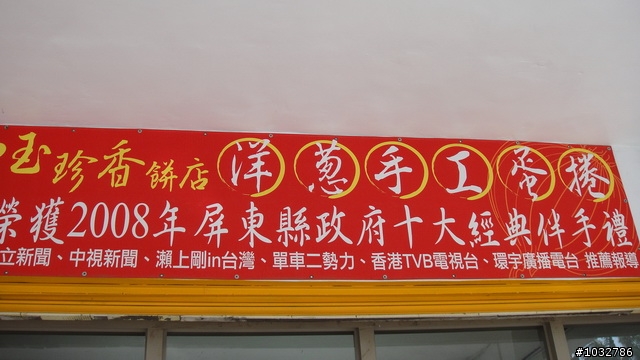 玉珍香餅店 洋蔥手工蛋捲
榮獲2008年屏東縣政府十大經典伴手禮
立新聞、中視新聞、瀨上剛in台灣、單車二勢力、香港TVB電視台、環宇廣播電台 推薦報導
#1032786